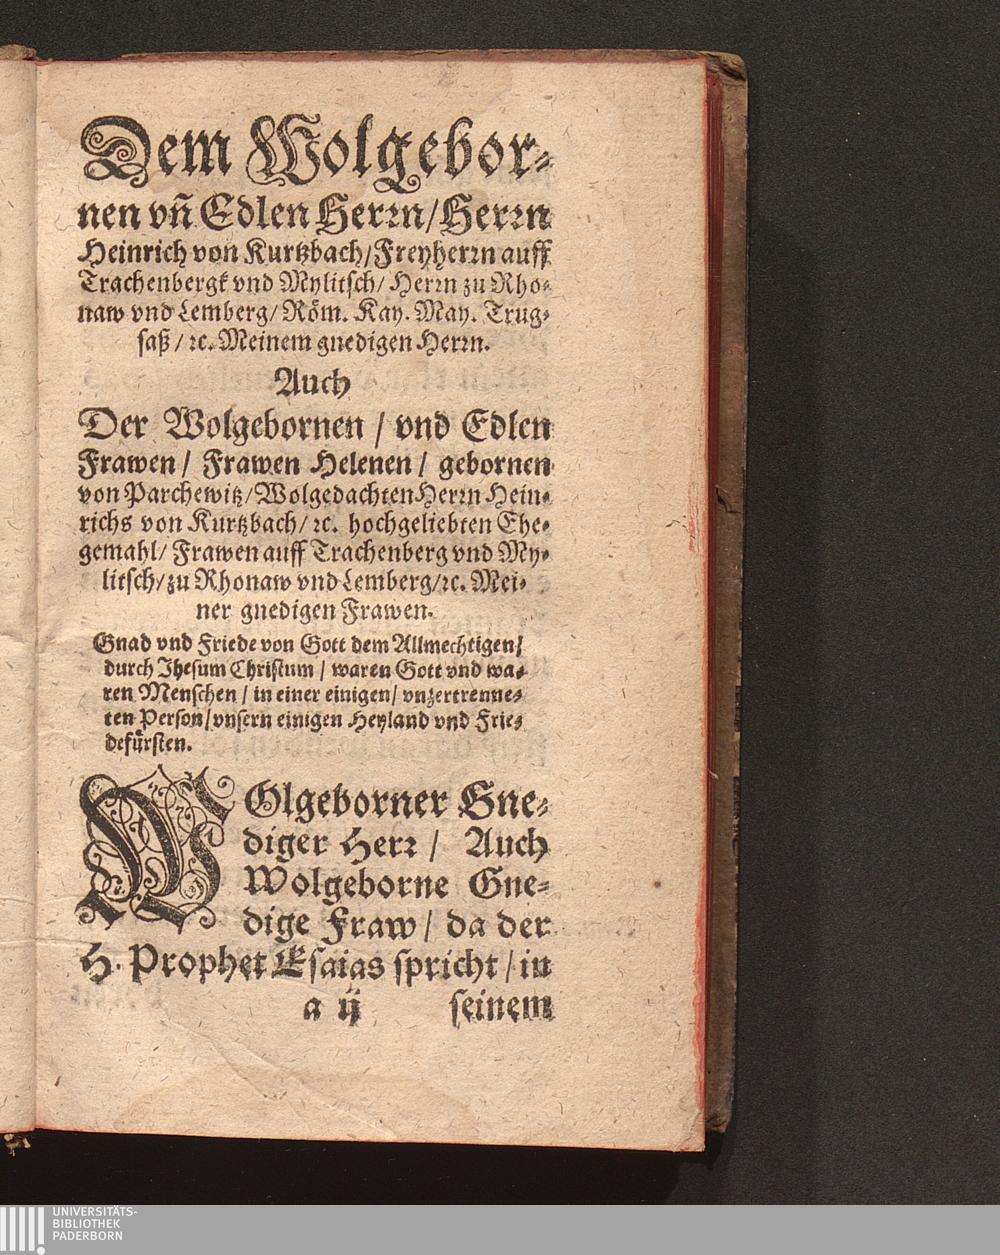 Dem Wolgebor⸗
nen vñ Edlen Herrn/Herrn
Heinrich von Kurtzbach/Freyherrn auff
Trachenbergk vnd Mylitsch/ Herrn zu Rho⸗
naw vnd Lemberg/ Röm. Kay. May. Trug⸗
saß / ꝛc. Meinem gnedigen Herrn.
Auch
Der Wolgebornen / vnd Edlen
Frawen/ Frawen Helenen/ gebornen
von Parchewitz/Wolgedachten Herrn Hein⸗
richs von Kurtzbach/ ꝛc. hochgeliebten Ehe⸗
gemahl/ Frawen auff Trachenberg vnd My⸗
litsch/zu Rhonaw vnd Lemberg/ꝛc. Mei⸗
ner gnedigen Frawen.
Gnad vnd Friede von Gott dem Allmechtigen/
durch Jhesum Christum / waren Gott vnd wa⸗
ren Menschen / in einer einigen/ vnzertrenne⸗
ten Person/vnsern einigen Heyland vnd Frie⸗
defürsten.
WOlgeborner Gne⸗
diger Herr / Auch
Wolgeborne Gne⸗
dige Fraw / da der
H. Prophet Esaias spricht / in
a ij seinem
UNIVERSITÄTS-
BIBLIOTHEK
PADERBORN